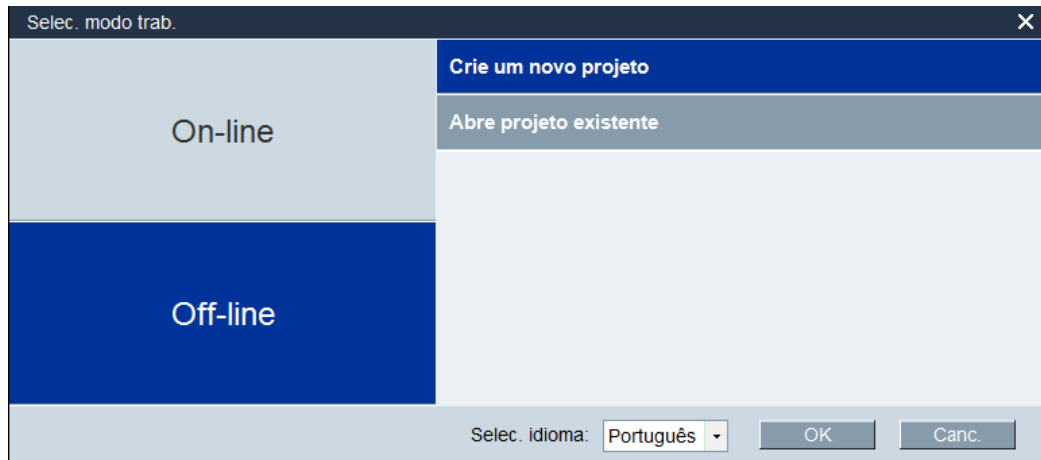 Selec. modo trab.
On-line
Off-line
Crie um novo projeto
Abre projeto existente
Selec. idioma: Português OK Canc.